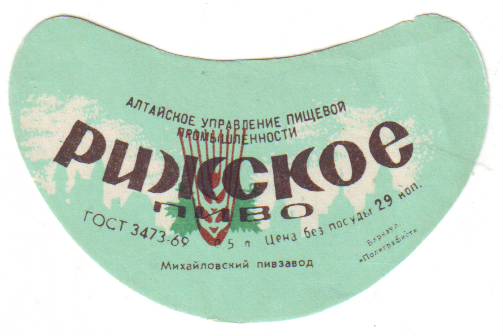 АЛТАЙСКОЕ УПРАВЛЕНИЕ ПИЩЕВОЙ
ПРОМЫШЛЕННОСТИ
РИЖСКОЕ
ПИВО
ГОСТ 3473-69 0,5 л Цена без посуды 29 коп.
Михайловский пивзавод
Барнаул
«Полиграфист»